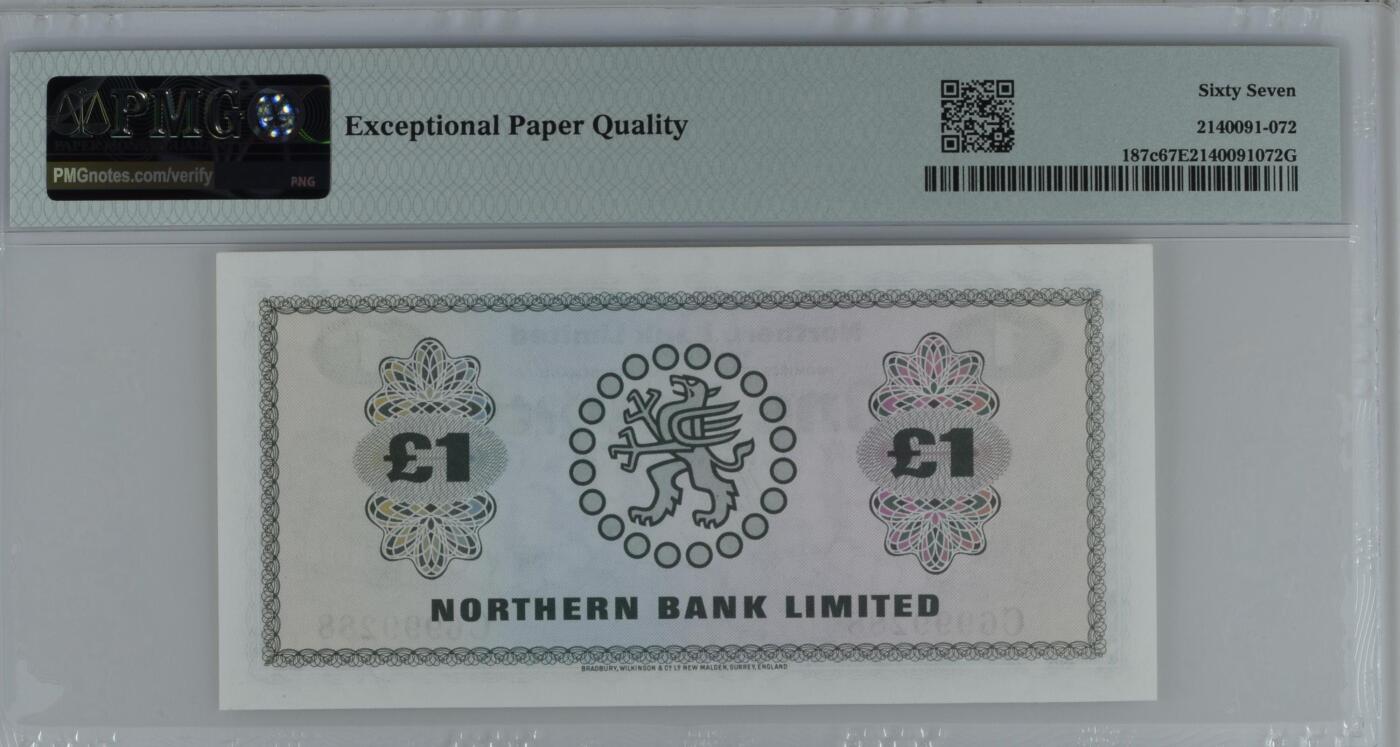 PMG
PMGnotes.com/verify
PNG
Exceptional Paper Quality
Sixty Seven
2140091-072
187c67E2140091072G
£1
£1
NORTHERN BANK LIMITED
BRADBURY, WILKINSON & Cº Lº NEW MALDEN, SURREY, ENGLAND